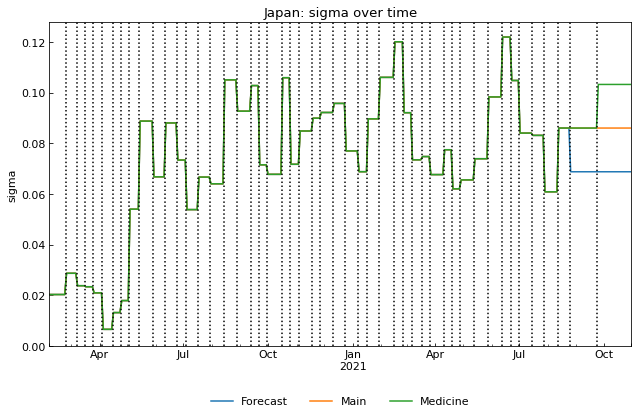 Japan: sigma over time
0.12
0.10
0.08
0.06
0.04
0.02
0.00
sigma
Apr Jul Oct Jan Apr Jul Oct
2021
Forecast Main Medicine